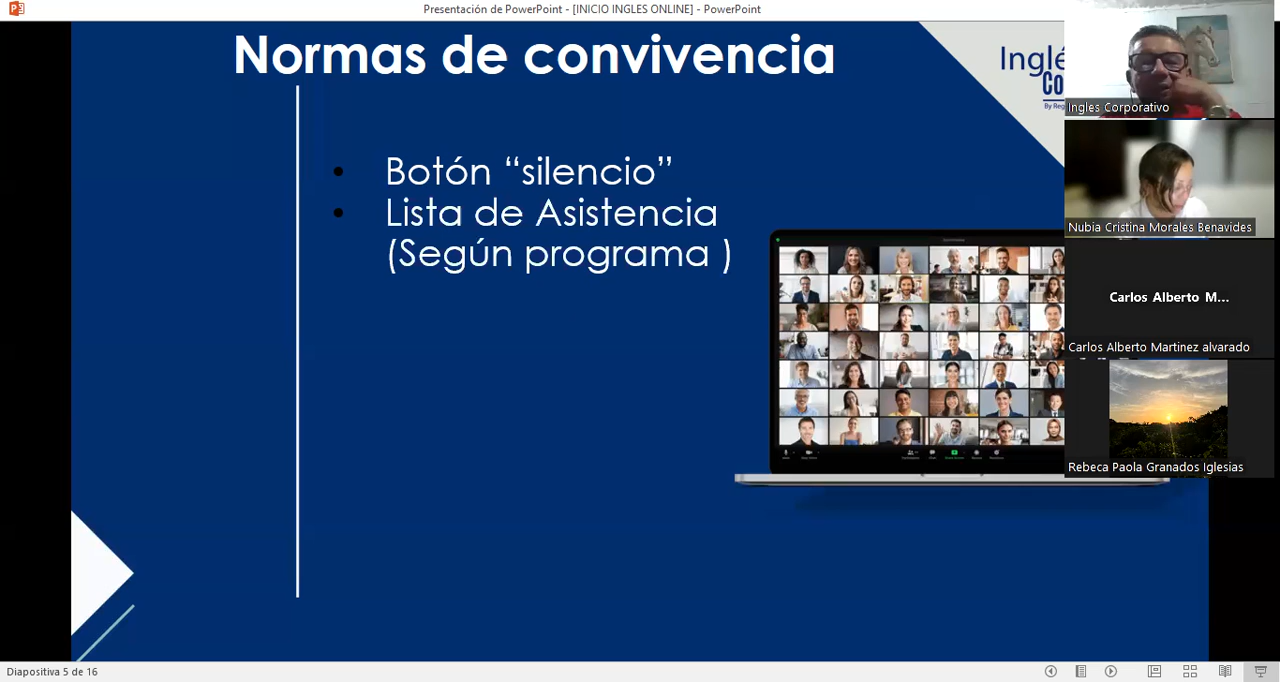 Presentación de PowerPoint - [INICIO INGLES ONLINE] - PowerPoint
Normas de convivencia
Botón “silencio”
Lista de Asistencia
(Según programa )
Ingles Corporativo
Nubia Cristina Morales Benavides
Carlos Alberto M...
Carlos Alberto Martinez alvarado
Rebeca Paola Granados Iglesias
Diapositiva 5 de 16